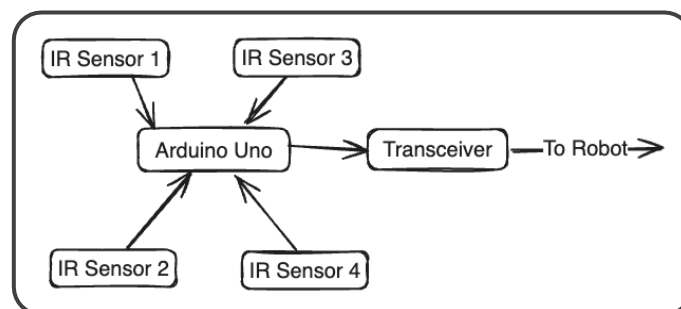 IR Sensor 1
IR Sensor 3
Arduino Uno
Transceiver
To Robot
IR Sensor 2
IR Sensor 4